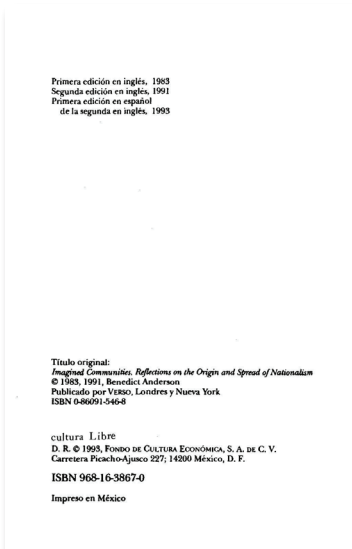 Primera edición en inglés, 1983
Segunda edición en inglés, 1991
Primera edición en español
de la segunda en inglés, 1993
Título original:
Imagined Communities. Reflections on the Origin and Spread of Nationalism
© 1983, 1991, Benedict Anderson
Publicado por VERSO, Londres y Nueva York
ISBN 0-86091-546-8
cultura Libre
D. R. © 1993, FONDO DE CULTURA ECONÓMICA, S. A. DE C. V.
Carretera Picacho-Ajusco 227; 14200 México, D. F.
ISBN 968-16-3867-0
Impreso en México